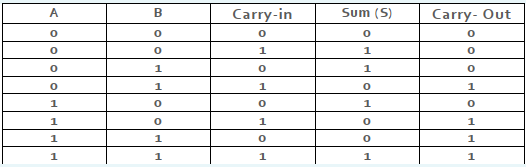 A B Carry-in Sum (S) Carry- Out
0 0 0 0 0
0 0 1 1 0
0 1 0 1 0
0 1 1 0 1
1 0 0 1 0
1 0 1 0 1
1 1 0 0 1
1 1 1 1 1